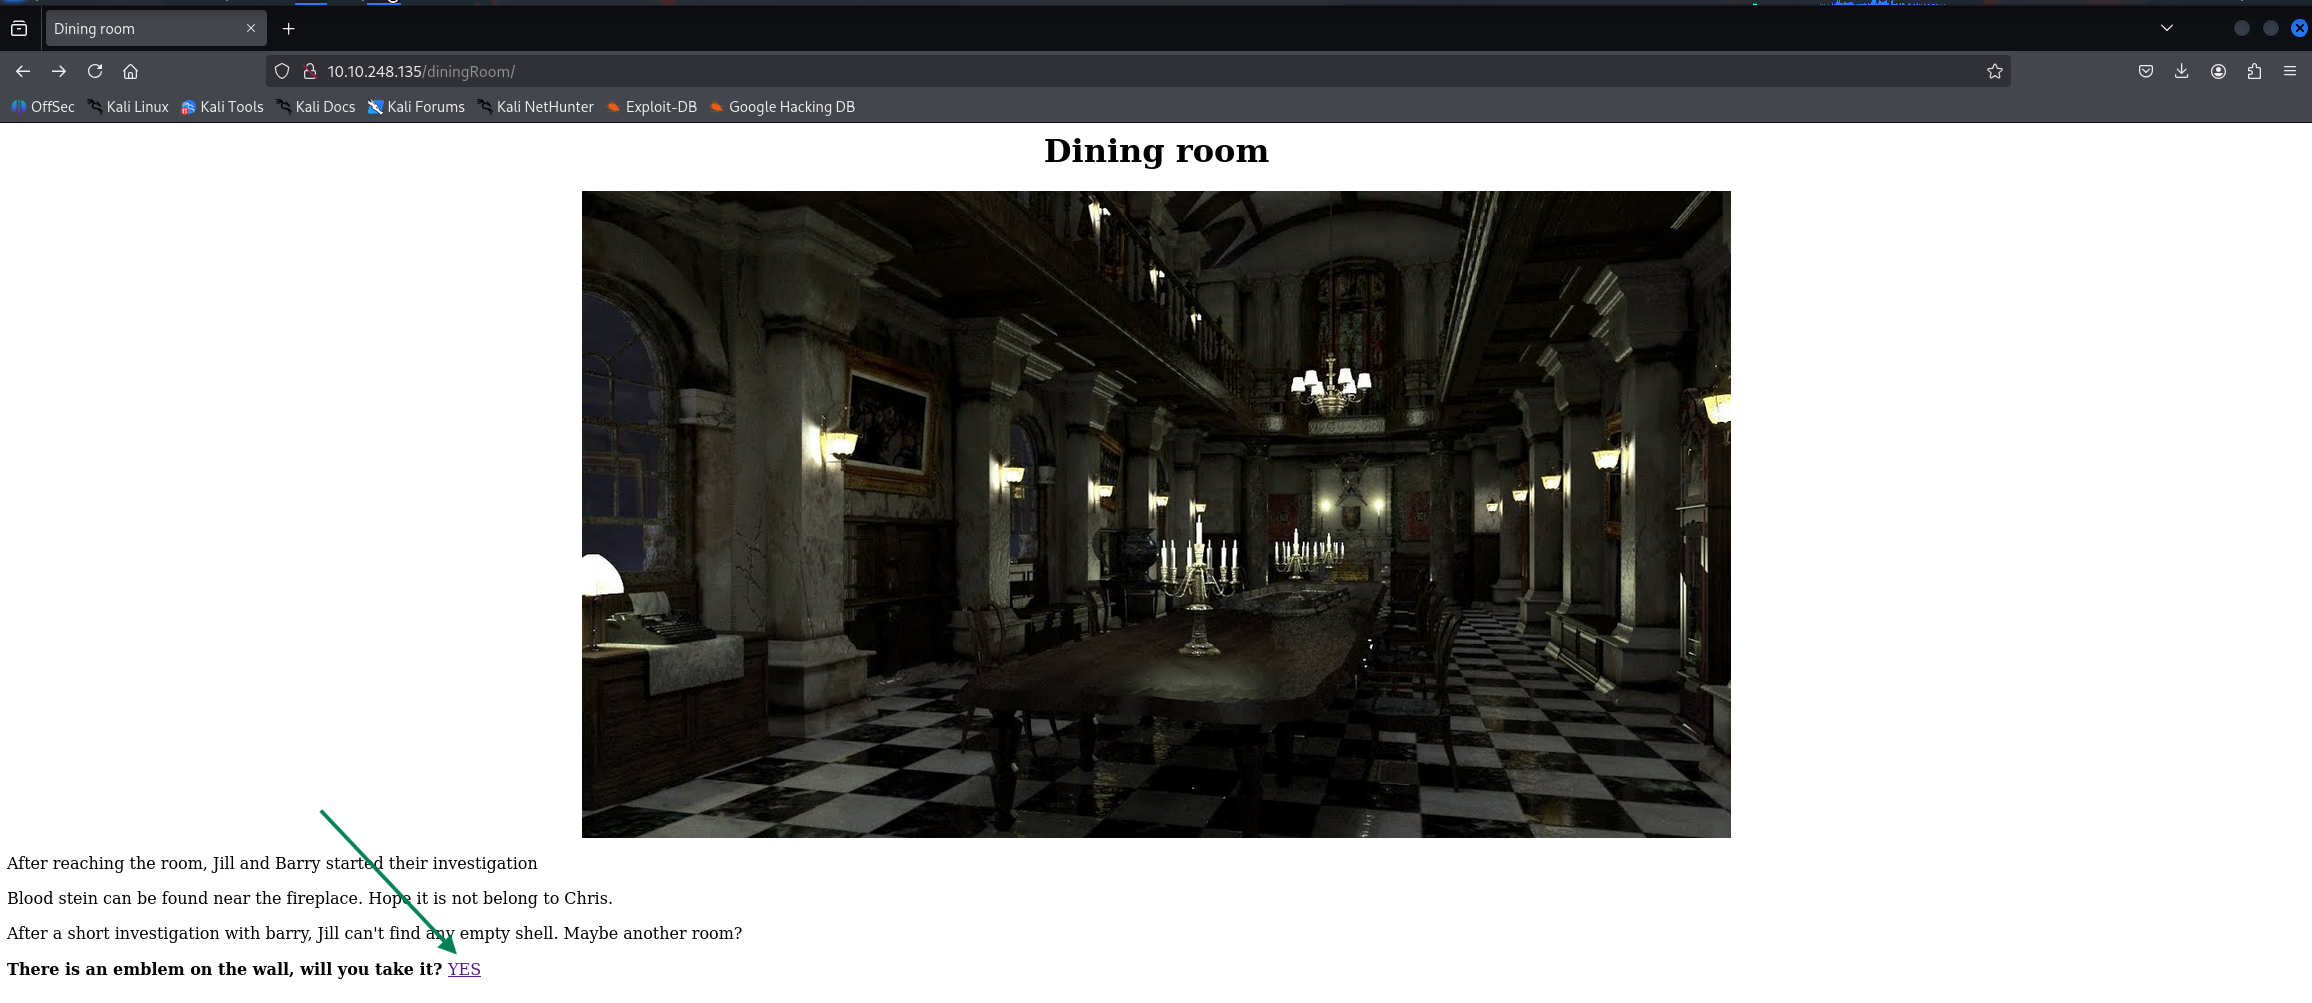 Dining room
10.10.248.135/diningRoom/
OffSec Kali Linux Kali Tools Kali Docs Kali Forums Kali NetHunter Exploit-DB Google Hacking DB
Dining room
After reaching the room, Jill and Barry started their investigation
Blood stein can be found near the fireplace. Hope it is not belong to Chris.
After a short investigation with barry, Jill can't find any empty shell. Maybe another room?
There is an emblem on the wall, will you take it? YES